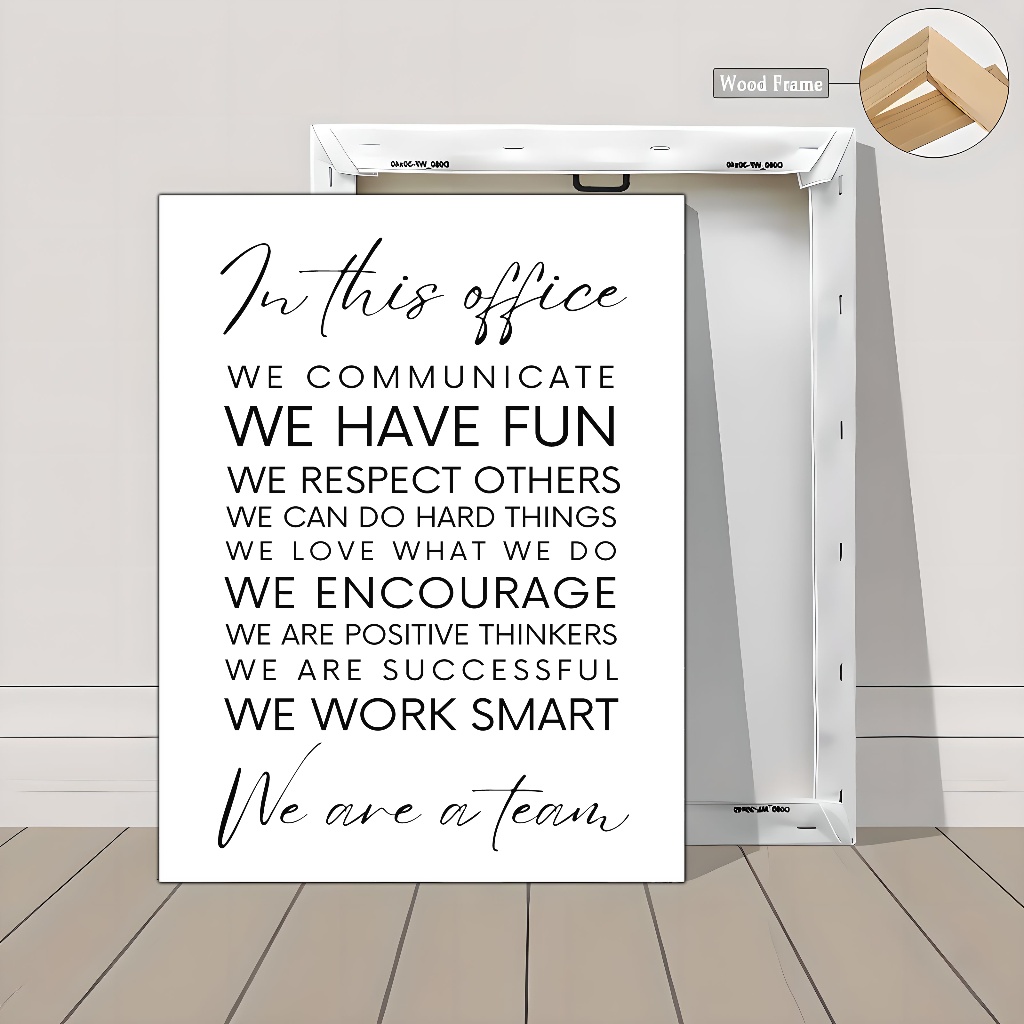 Wood Frame
In this office
WE COMMUNICATE
WE HAVE FUN
WE RESPECT OTHERS
WE CAN DO HARD THINGS
WE LOVE WHAT WE DO
WE ENCOURAGE
WE ARE POSITIVE THINKERS
WE ARE SUCCESSFUL
WE WORK SMART
We are a team